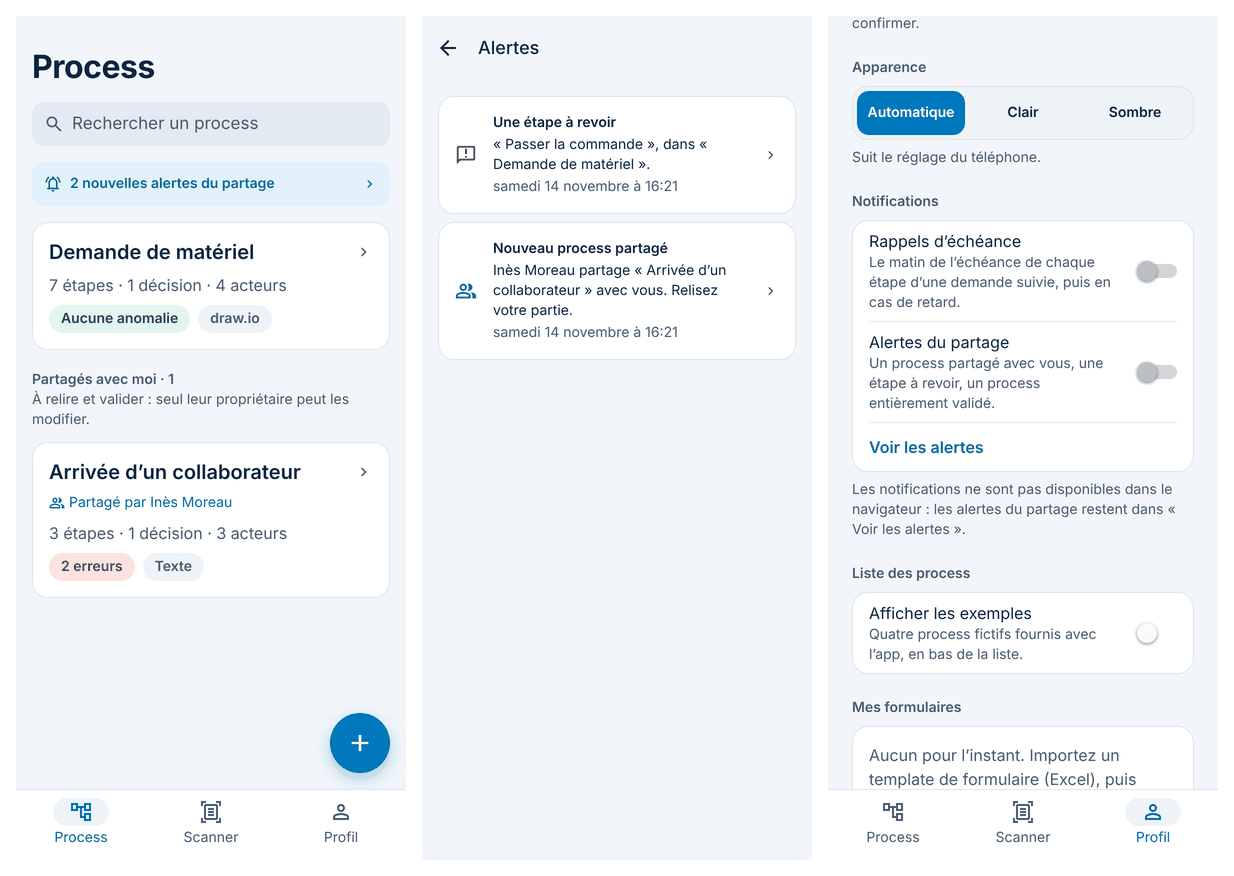 Process
Rechercher un process
2 nouvelles alertes du partage
Demande de matériel
7 étapes · 1 décision · 4 acteurs
Aucune anomalie
draw.io
Partagés avec moi · 1
À relire et valider : seul leur propriétaire peut les
modifier.
Arrivée d’un collaborateur
Partagé par Inès Moreau
3 étapes · 1 décision · 3 acteurs
2 erreurs
Texte
Process
Scanner
Profil
Alertes
Une étape à revoir
« Passer la commande », dans «
Demande de matériel ».
samedi 14 novembre à 16:21
Nouveau process partagé
Inès Moreau partage « Arrivée d’un
collaborateur » avec vous. Relisez
votre partie.
samedi 14 novembre à 16:21
confirmer.
Apparence
Automatique
Clair
Sombre
Suit le réglage du téléphone.
Notifications
Rappels d’échéance
Le matin de l’échéance de chaque
étape d’une demande suivie, puis en
cas de retard.
Alertes du partage
Un process partagé avec vous, une
étape à revoir, un process
entièrement validé.
Voir les alertes
Les notifications ne sont pas disponibles dans le
navigateur : les alertes du partage restent dans «
Voir les alertes ».
Liste des process
Afficher les exemples
Quatre process fictifs fournis avec
l’app, en bas de la liste.
Mes formulaires
Aucun pour l’instant. Importez un
template de formulaire (Excel), puis
Process
Scanner
Profil